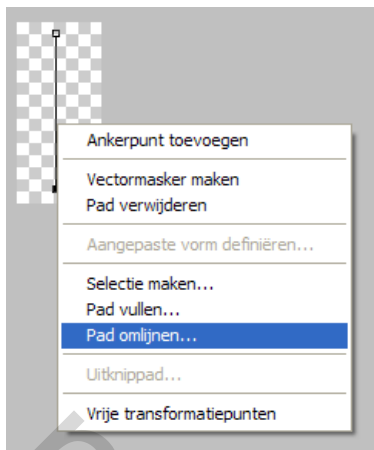 Ankerpunt toevoegen
Vectormasker maken
Pad verwijderen
Aangepaste vorm definiëren...
Selectie maken...
Pad vullen...
Pad omlijnen...
Uitknippad...
Vrije transformatiepunten